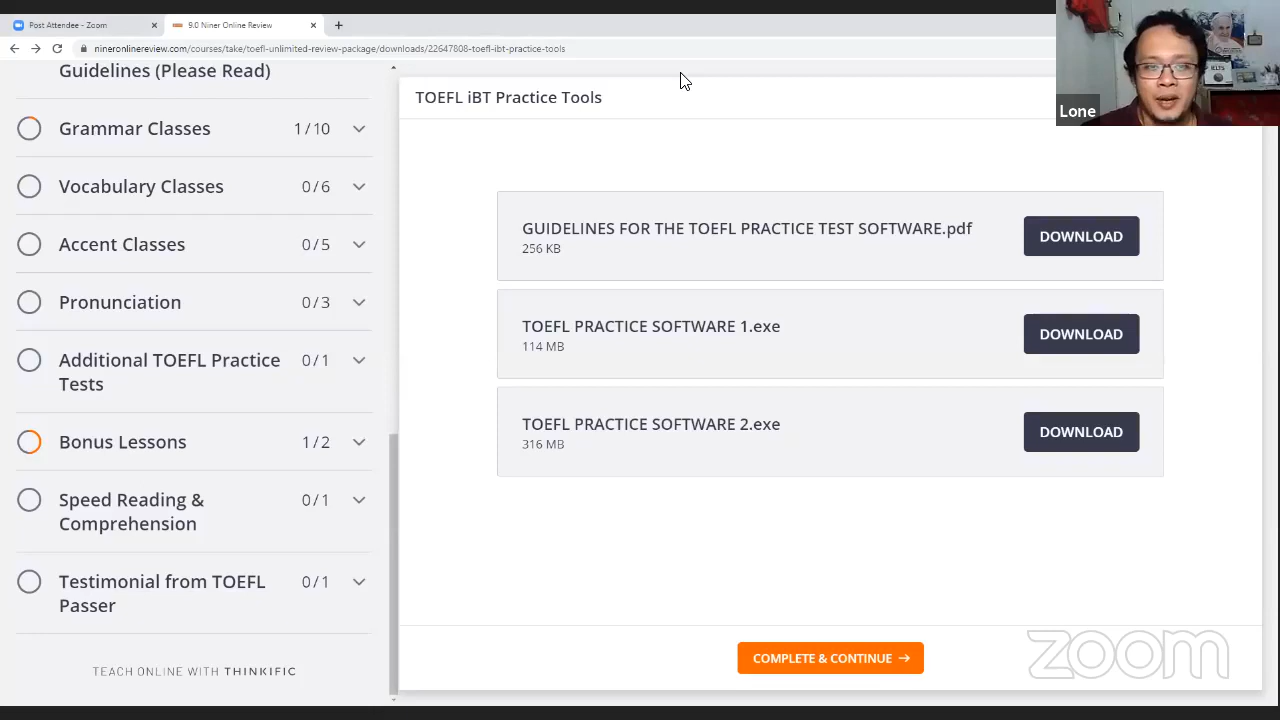 Post Attendee - Zoom
9.0 Niner Online Review
nineronlinereview.com/courses/take/toefl-unlimited-review-package/downloads/22647808-toefl-ibt-practice-tools
Guidelines (Please Read)
Grammar Classes 1 / 10
Vocabulary Classes 0 / 6
Accent Classes 0 / 5
Pronunciation 0 / 3
Additional TOEFL Practice 0 / 1
Tests
Bonus Lessons 1 / 2
Speed Reading & 0 / 1
Comprehension
Testimonial from TOEFL 0 / 1
Passer
TEACH ONLINE WITH THINKIFIC
TOEFL iBT Practice Tools
GUIDELINES FOR THE TOEFL PRACTICE TEST SOFTWARE.pdf
256 KB
DOWNLOAD
TOEFL PRACTICE SOFTWARE 1.exe
114 MB
DOWNLOAD
TOEFL PRACTICE SOFTWARE 2.exe
316 MB
DOWNLOAD
COMPLETE & CONTINUE →
Lone
IELTS
zoom